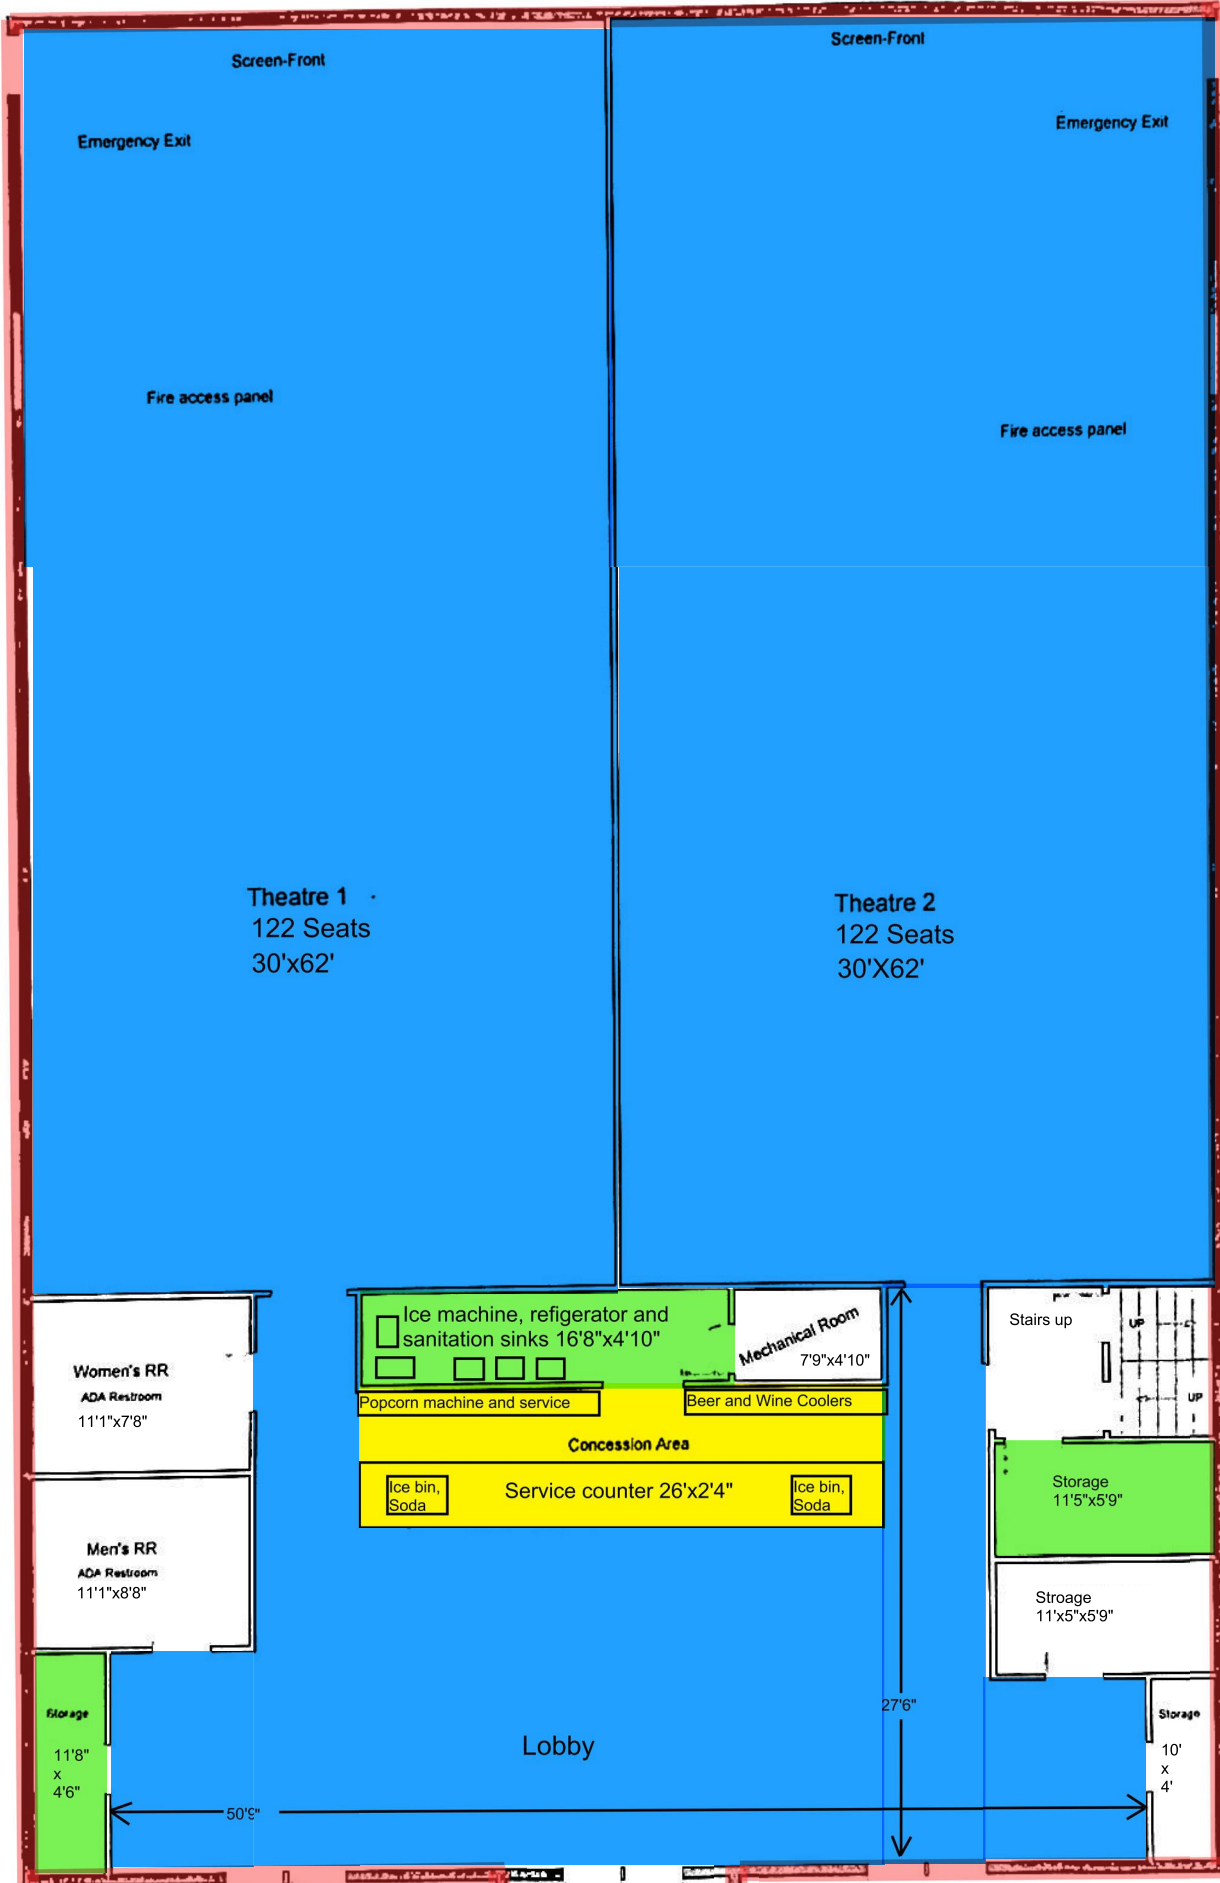 Screen-Front
Screen-Front
Emergency Exit
Emergency Exit
Fire access panel
Fire access panel
Theatre 1
122 Seats
30'x62'
Theatre 2
122 Seats
30'X62'
Ice machine, refigerator and
sanitation sinks 16'8"x4'10"
Mechanical Room
7'9"x4'10"
Stairs up
UP
UP
Women's RR
ADA Restroom
11'1"x7'8"
Popcorn machine and service
Beer and Wine Coolers
Concession Area
Ice bin,
Soda
Service counter 26'x2'4"
Ice bin,
Soda
Storage
11'5"x5'9"
Men's RR
ADA Restroom
11'1"x8'8"
Stroage
11'x5"x5'9"
Storage
11'8"
x
4'6"
Lobby
27'6"
Storage
10'
x
4'
50'9"